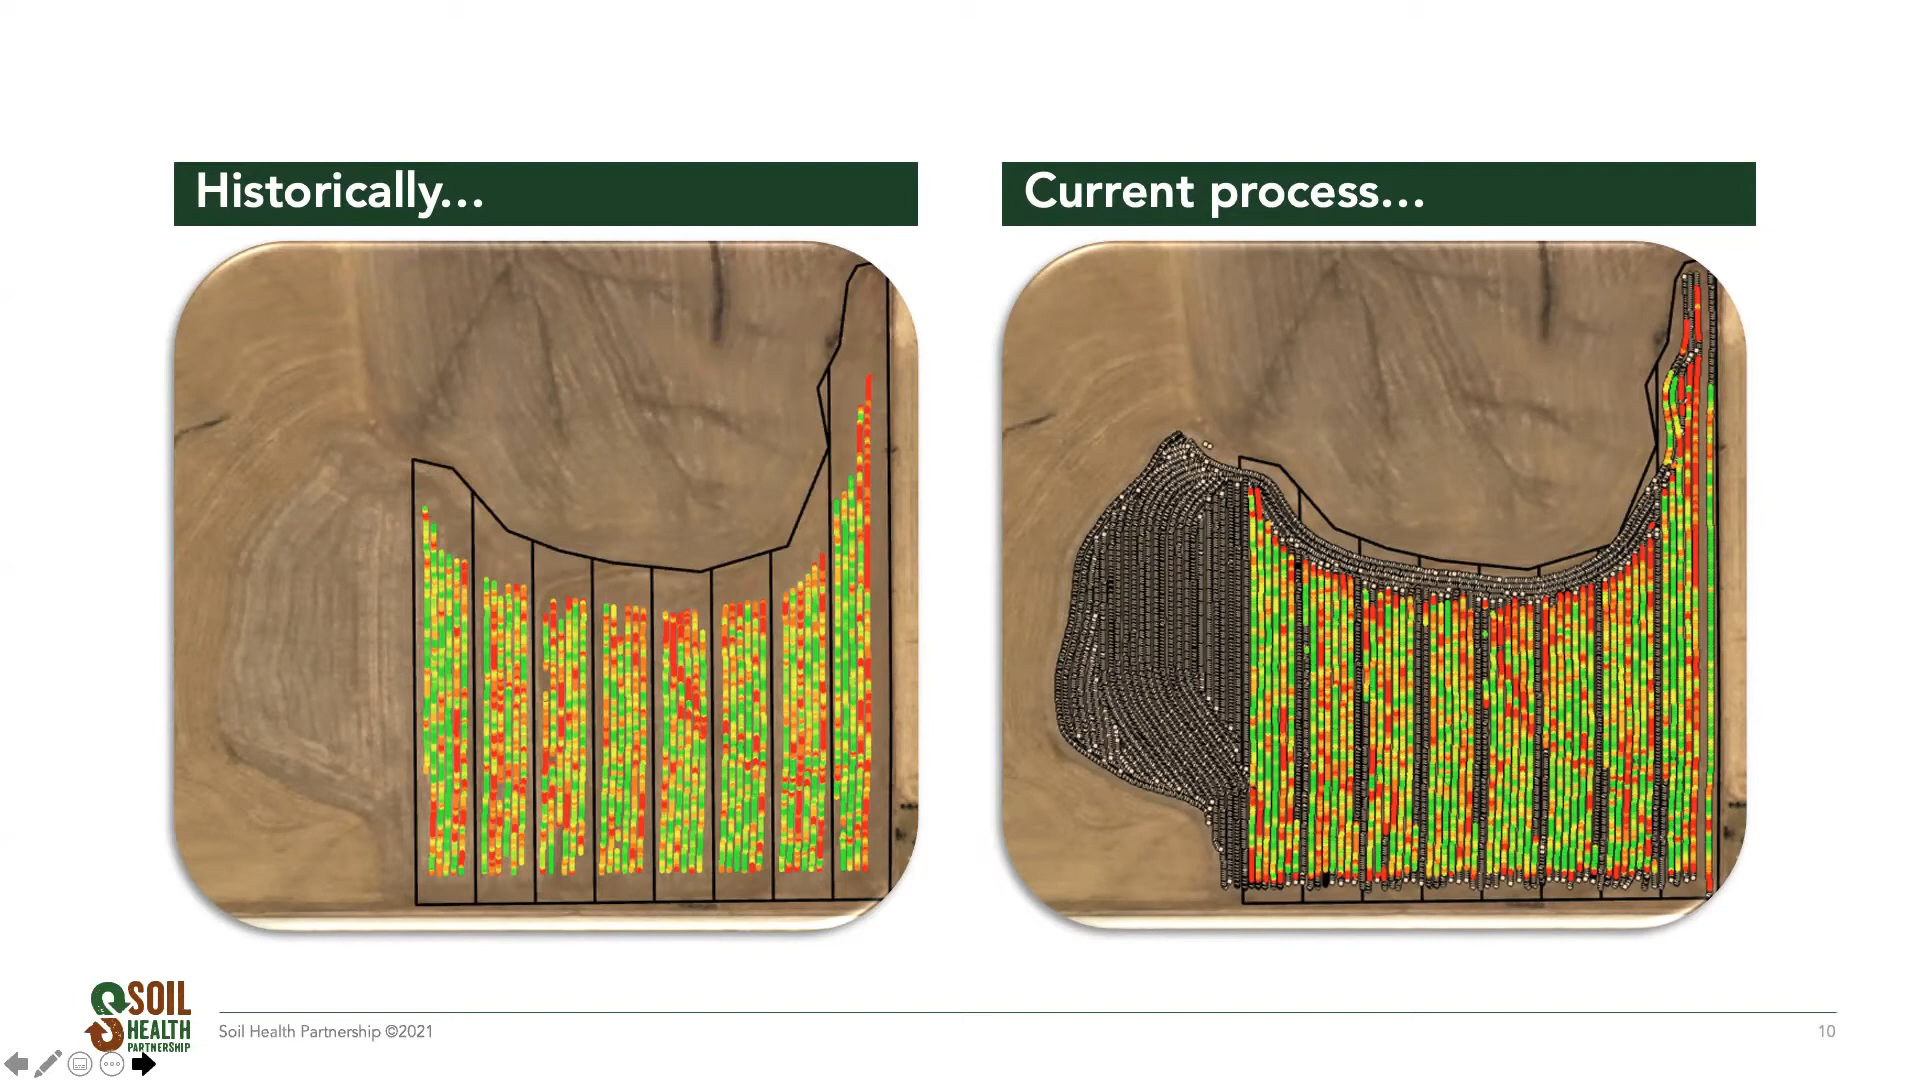 Historically...
Current process...
SOIL
HEALTH
PARTNERSHIP
Soil Health Partnership ©2021
10